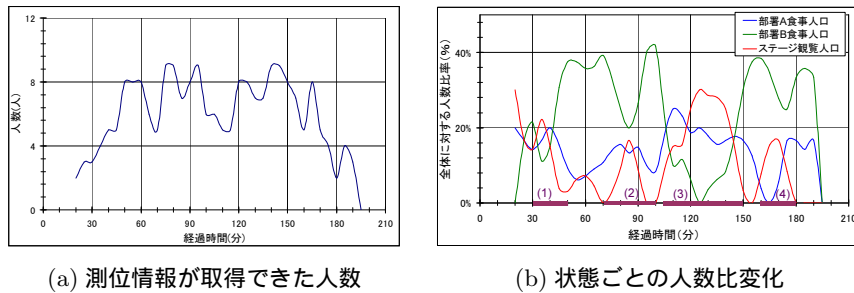 12
8
4
0
人数(人)
0 30 60 90 120 150 180 210
経過時間(分)
(a) 測位情報が取得できた人数
部署A食事人口
部署B食事人口
ステージ観覧人口
40%
20%
0%
全体に対する人数比率(%)
(1) (2) (3) (4)
0 30 60 90 120 150 180 210
経過時間(分)
(b) 状態ごとの人数比変化